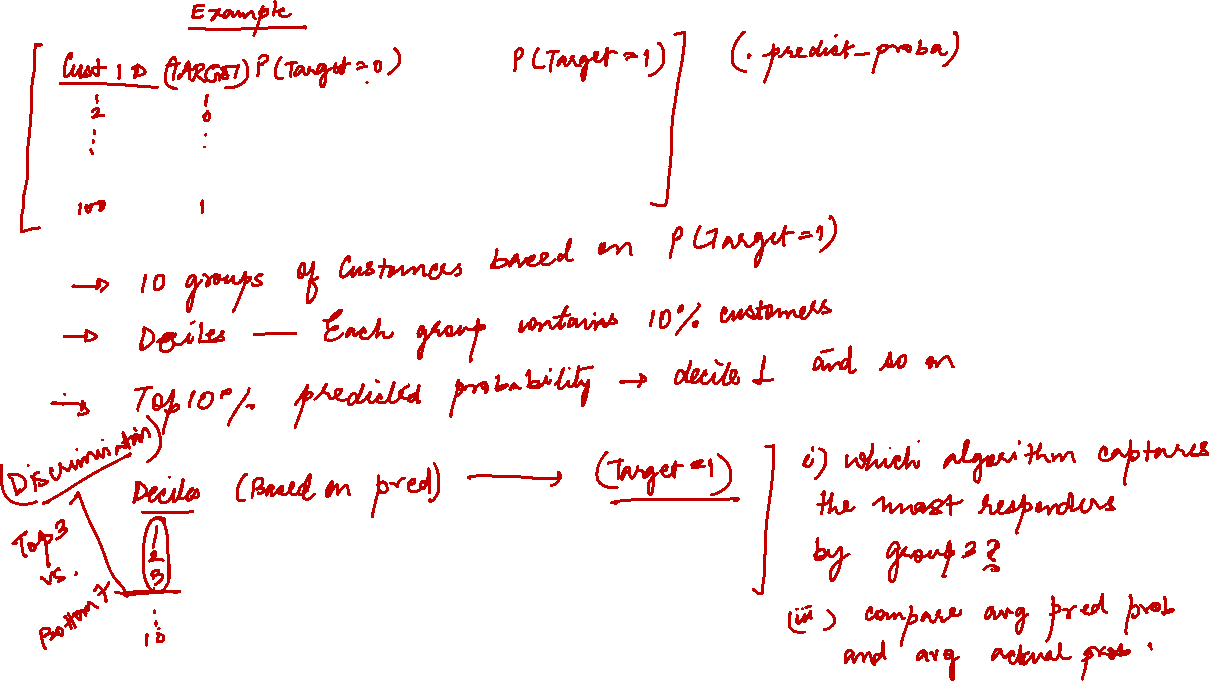 Example
Cust ID (TARGET) P(Target=0) P(Target=1) (.predict_proba)
1 1
2 0
100 1
→ 10 groups of customers based on P(Target=1)
→ Deciles — Each group contains 10% customers
→ Top 10% predicted probability → decile 1 and so on
(Discrimination)
Deciles (Based on pred) → (Target=1)
Top 3
vs.
Bottom 7
1
2
3
10
i) which algorithm captures
the most responders
by group 3?
(ii) compare avg pred prob
and avg actual prob.